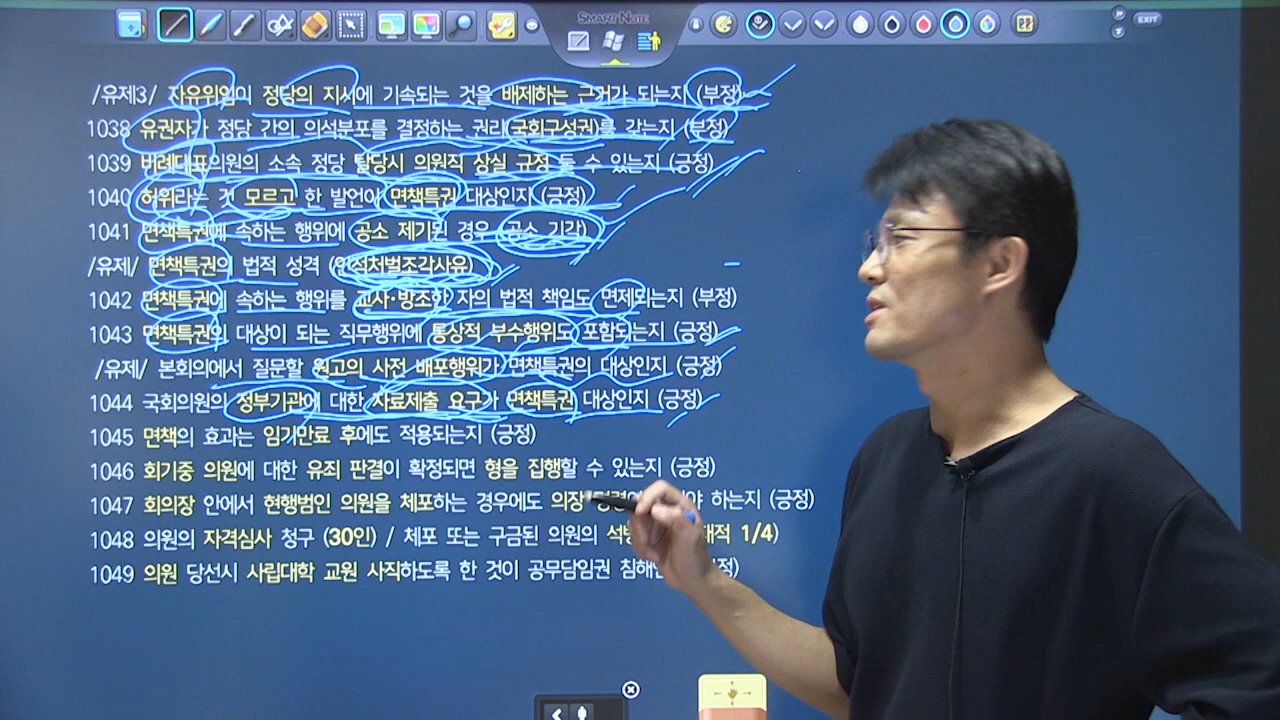 SMART NOTE
EXIT
/유제3/ 자유위임이 정당의 지시에 기속되는 것을 배제하는 근거가 되는지 (부정)
1038 유권자가 정당 간의 의석분포를 결정하는 권리(국회구성권)를 갖는지 (부정)
1039 비례대표의원의 소속 정당 탈당시 의원직 상실 규정 둘 수 있는지 (긍정)
1040 허위라는 것 모르고 한 발언이 면책특권 대상인지 (긍정)
1041 면책특권에 속하는 행위에 공소 제기된 경우 (공소 기각)
/유제/ 면책특권의 법적 성격 (인적처벌조각사유)
1042 면책특권에 속하는 행위를 교사·방조한 자의 법적 책임도 면제되는지 (부정)
1043 면책특권의 대상이 되는 직무행위에 통상적 부수행위도 포함되는지 (긍정)
/유제/ 본회의에서 질문할 원고의 사전 배포행위가 면책특권의 대상인지 (긍정)
1044 국회의원의 정부기관에 대한 자료제출 요구가 면책특권 대상인지 (긍정)
1045 면책의 효과는 임기만료 후에도 적용되는지 (긍정)
1046 회기중 의원에 대한 유죄 판결이 확정되면 형을 집행할 수 있는지 (긍정)
1047 회의장 안에서 현행범인 의원을 체포하는 경우에도 의장 하는지 (긍정)
1048 의원의 자격심사 청구 (30인) / 체포 또는 구금된 의원의 1/4)
1049 의원 당선시 사립대학 교원 사직하도록 한 것이 공무담임권